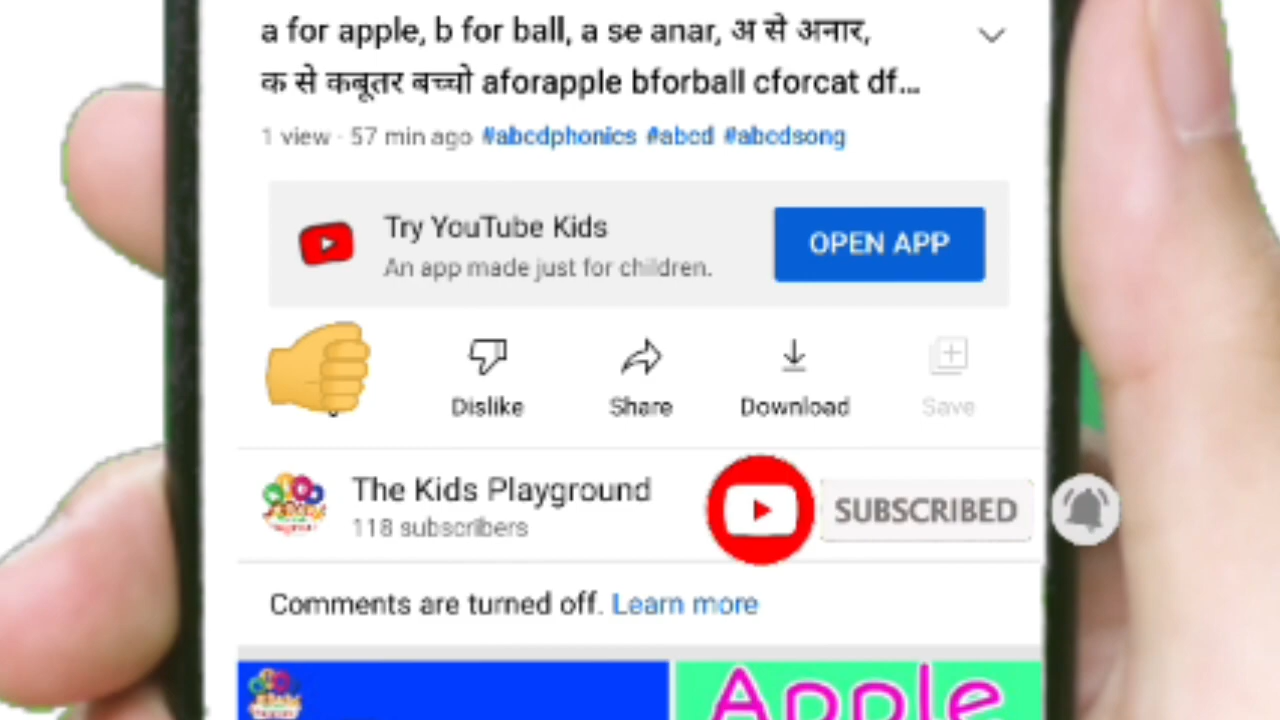 a for apple, b for ball, a se anar, अ से अनार,
क से कबूतर बच्चो aforapple bforball cforcat df...
1 view · 57 min ago #abcdphonics #abcd #abcdsong
Try YouTube Kids
An app made just for children.
OPEN APP
Dislike Share Download Save
The Kids Playground
118 subscribers
SUBSCRIBED
Comments are turned off. Learn more
Apple